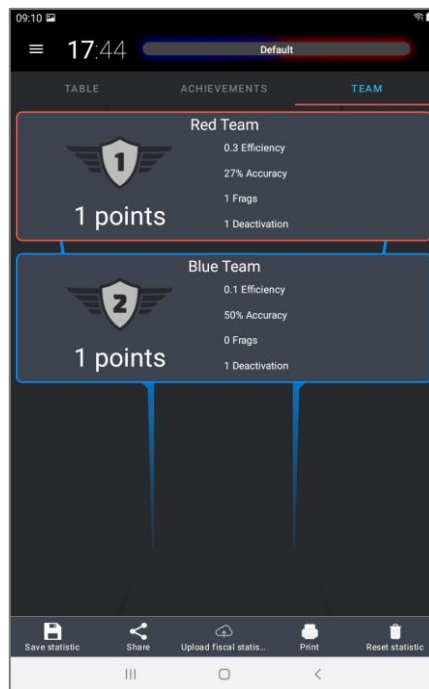 09:10
17:44
Default
TABLE ACHIEVEMENTS TEAM
Red Team
1
1 points
0.3 Efficiency
27% Accuracy
1 Frags
1 Deactivation
Blue Team
2
1 points
0.1 Efficiency
50% Accuracy
0 Frags
1 Deactivation
Save statistic Share Upload fiscal statis... Print Reset statistic